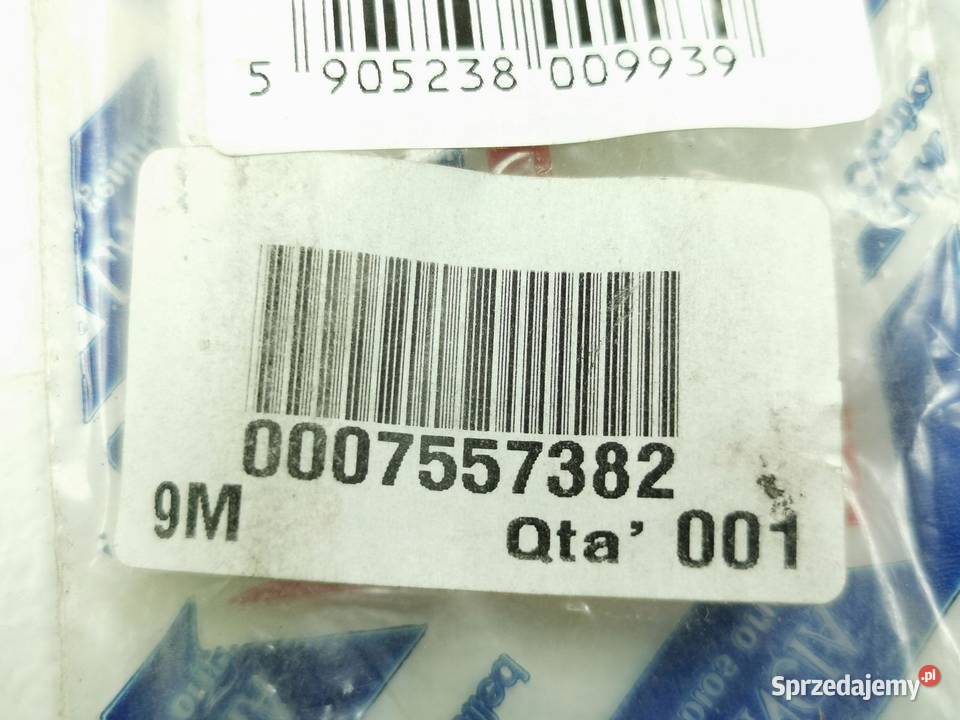 5 905238 009939
0007557382
9M Qta' 001
Sprzedajemy.pl